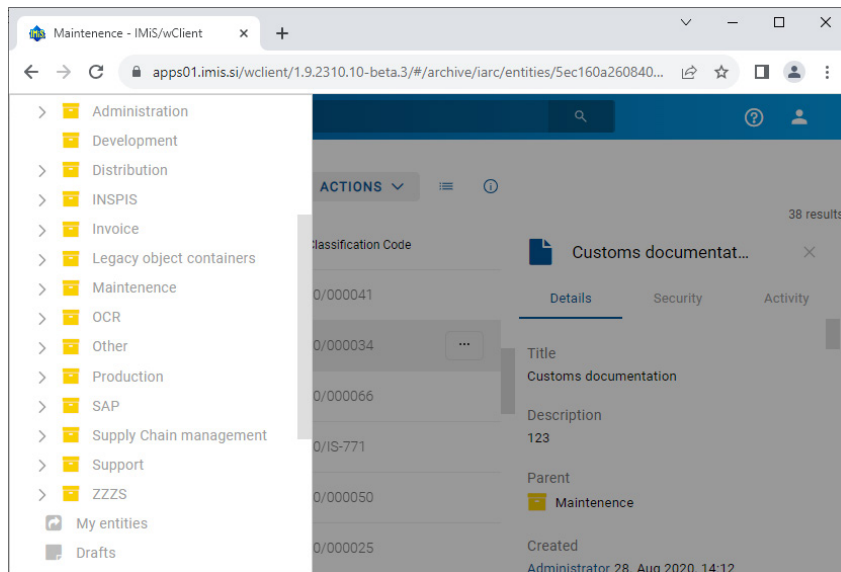 Maintenence - IMiS/wClient
apps01.imis.si/wclient/1.9.2310.10-beta.3/#/archive/iarc/entities/5ec160a260840...
Administration
Development
Distribution
INSPIS
Invoice
Legacy object containers
Maintenence
OCR
Other
Production
SAP
Supply Chain management
Support
ZZZS
My entities
Drafts
ACTIONS
38 results
Classification Code
0/000041
0/000034
...
0/000066
0/IS-771
0/000050
0/000025
Customs documentat...
Details Security Activity
Title
Customs documentation
Description
123
Parent
Maintenence
Created
Administrator 28. Aug 2020, 14:12